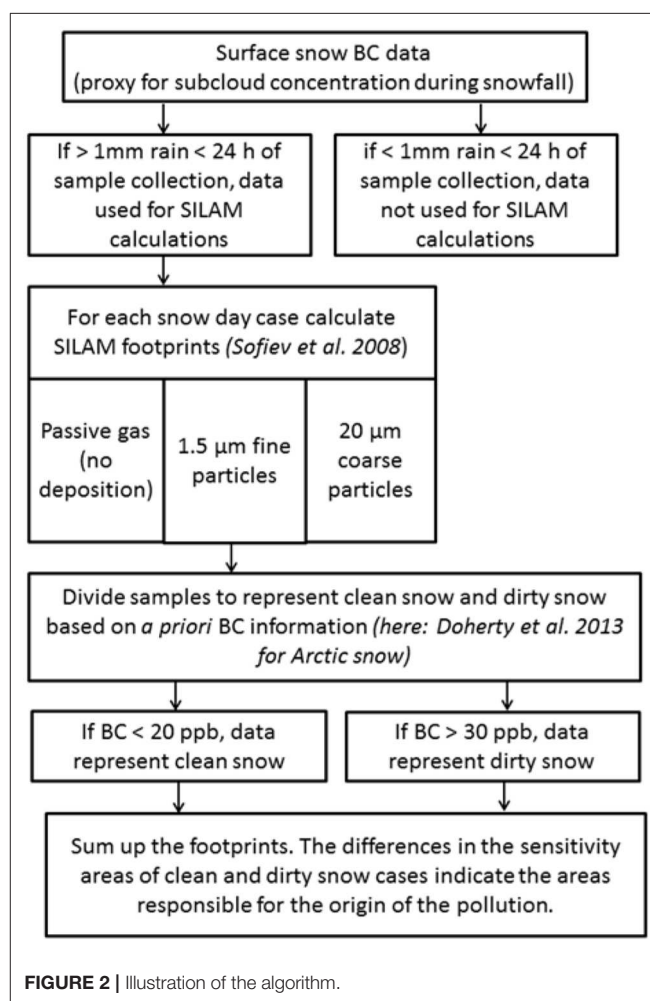 Surface snow BC data
(proxy for subcloud concentration during snowfall)
If > 1mm rain < 24 h of
sample collection, data
used for SILAM
calculations
if < 1mm rain < 24 h of
sample collection, data
not used for SILAM
calculations
For each snow day case calculate
SILAM footprints (Sofiev et al. 2008)
Passive gas
(no
deposition)
1.5 µm fine
particles
20 µm
coarse
particles
Divide samples to represent clean snow and dirty snow
based on a priori BC information (here: Doherty et al. 2013
for Arctic snow)
If BC < 20 ppb, data
represent clean snow
If BC > 30 ppb, data
represent dirty snow
Sum up the footprints. The differences in the sensitivity
areas of clean and dirty snow cases indicate the areas
responsible for the origin of the pollution.
FIGURE 2 | Illustration of the algorithm.